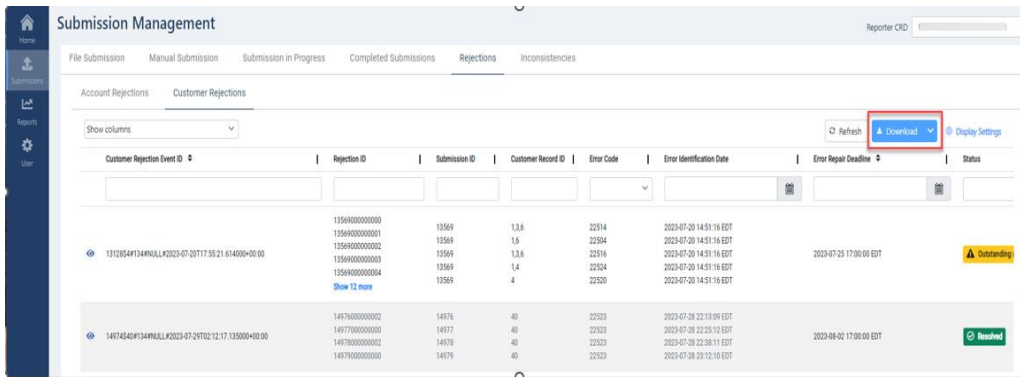 Submission Management
Reporter CRD
Home
File Submission Manual Submission Submission in Progress Completed Submissions Rejections Inconsistencies
Submissions
Account Rejections Customer Rejections
Reports
Show columns Refresh Download Display Settings
User
Customer Rejection Event ID Rejection ID Submission ID Customer Record ID Error Code Error Identification Date Error Repair Deadline Status
13569000000000 13569 1,3,6 22514 2023-07-20 14:51:16 EDT
13569000000001 13569 1,6 22504 2023-07-20 14:51:16 EDT
13569000000002 13569 1,3,6 22516 2023-07-20 14:51:16 EDT
131284#134#NULL#2023-07-20T17:55:21.614000+00:00 2023-07-25 17:00:00 EDT Outstanding
13569000000003 13569 1,4 22524 2023-07-20 14:51:16 EDT
13569000000004 13569 4 22520 2023-07-20 14:51:16 EDT
Show 12 more
14976000000002 14976 40 22523 2023-07-28 22:13:09 EDT
14977000000000 14977 40 22523 2023-07-28 22:25:12 EDT
14974$40#134#NULL#2023-07-29T02:12:17.135000+00:00 2023-08-02 17:00:00 EDT Resolved
14978000000002 14978 40 22523 2023-07-28 22:38:11 EDT
14979000000000 14979 40 22523 2023-07-28 23:12:10 EDT